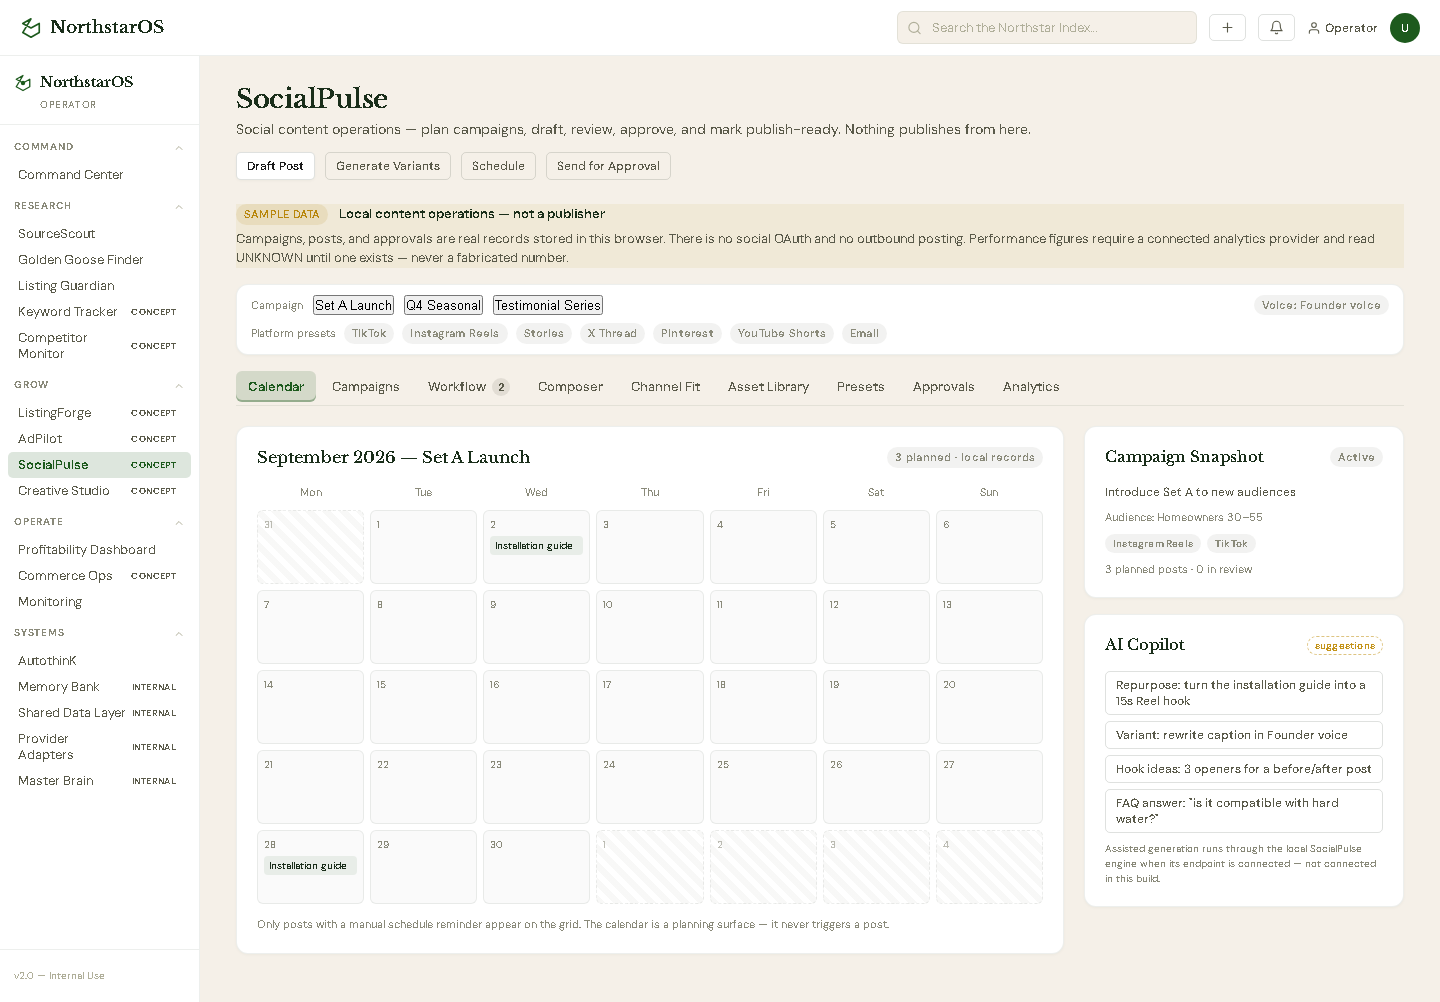 NorthstarOS
Search the Northstar Index...
Operator
U
NorthstarOS
OPERATOR
COMMAND
Command Center
RESEARCH
SourceScout
Golden Goose Finder
Listing Guardian
Keyword Tracker CONCEPT
Competitor
Monitor
CONCEPT
GROW
ListingForge CONCEPT
AdPilot CONCEPT
SocialPulse CONCEPT
Creative Studio CONCEPT
OPERATE
Profitability Dashboard
Commerce Ops CONCEPT
Monitoring
SYSTEMS
AutothinK
Memory Bank INTERNAL
Shared Data Layer INTERNAL
Provider
Adapters
INTERNAL
Master Brain INTERNAL
v2.0 — Internal Use
SocialPulse
Social content operations — plan campaigns, draft, review, approve, and mark publish-ready. Nothing publishes from here.
Draft Post Generate Variants Schedule Send for Approval
SAMPLE DATA Local content operations — not a publisher
Campaigns, posts, and approvals are real records stored in this browser. There is no social OAuth and no outbound posting. Performance figures require a connected analytics provider and read
UNKNOWN until one exists — never a fabricated number.
Campaign Set A Launch Q4 Seasonal Testimonial Series Voice: Founder voice
Platform presets TikTok Instagram Reels Stories X Thread Pinterest YouTube Shorts Email
Calendar Campaigns Workflow 2 Composer Channel Fit Asset Library Presets Approvals Analytics
September 2026 — Set A Launch 3 planned · local records
Mon Tue Wed Thu Fri Sat Sun
31 1 2 3 4 5 6
Installation guide
7 8 9 10 11 12 13
14 15 16 17 18 19 20
21 22 23 24 25 26 27
28 29 30 1 2 3 4
Installation guide
Only posts with a manual schedule reminder appear on the grid. The calendar is a planning surface — it never triggers a post.
Campaign Snapshot Active
Introduce Set A to new audiences
Audience: Homeowners 30–55
Instagram Reels TikTok
3 planned posts · 0 in review
AI Copilot suggestions
Repurpose: turn the installation guide into a
15s Reel hook
Variant: rewrite caption in Founder voice
Hook ideas: 3 openers for a before/after post
FAQ answer: "is it compatible with hard
water?"
Assisted generation runs through the local SocialPulse
engine when its endpoint is connected — not connected
in this build.